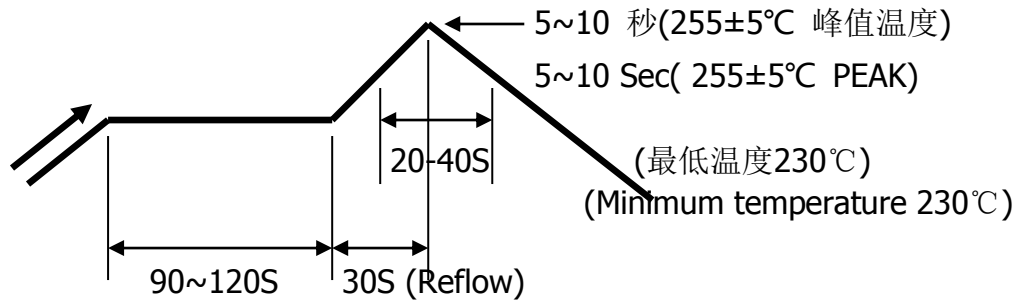 5~10 秒(255±5℃ 峰值温度)
5~10 Sec( 255±5℃ PEAK)
20-40S
(最低温度230℃)
(Minimum temperature 230℃)
90~120S
30S (Reflow)